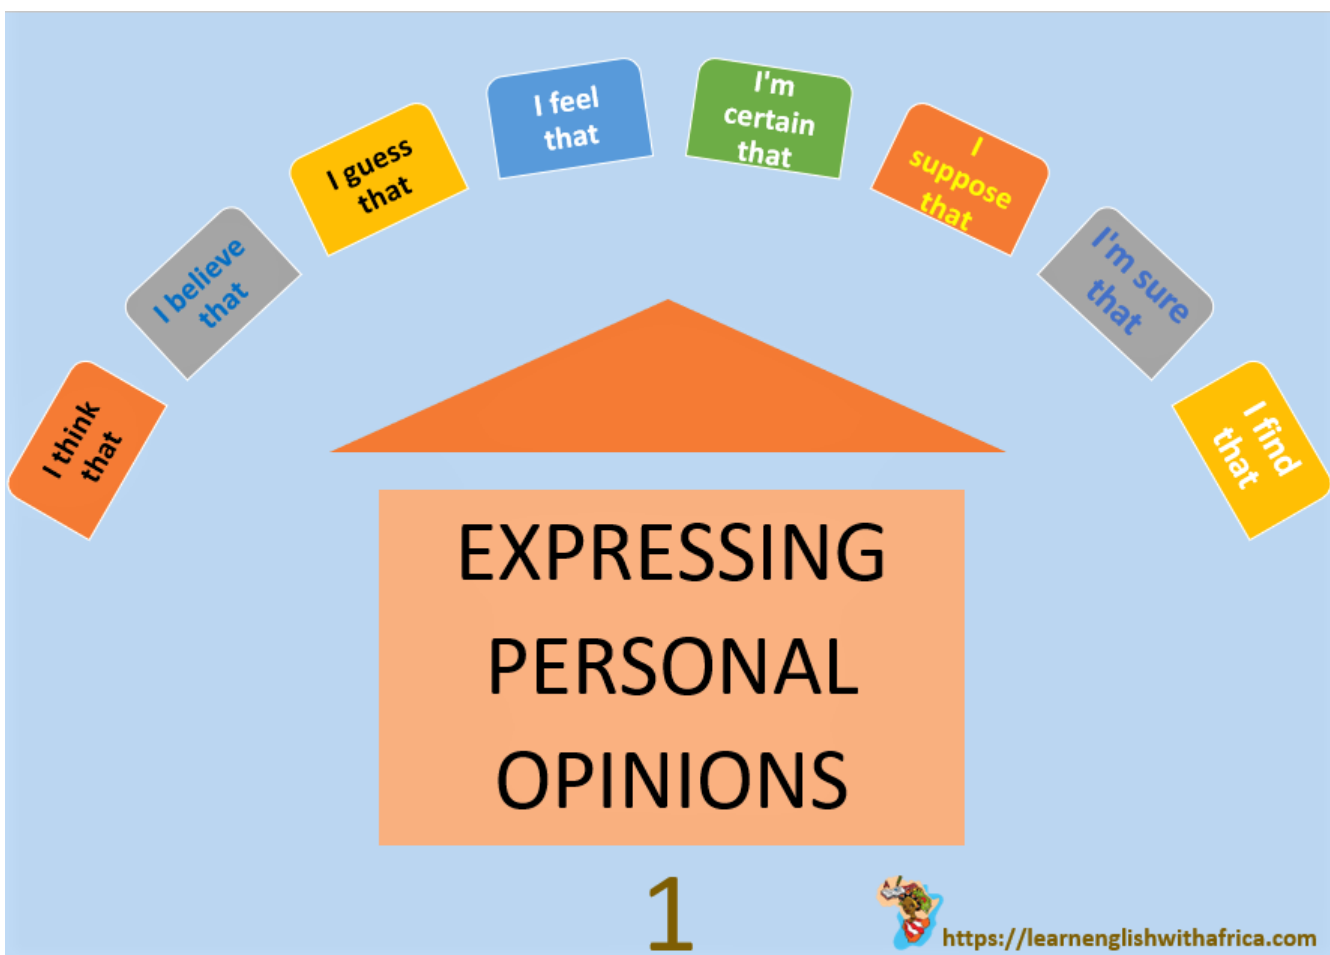 I think
that
I believe
that
I guess
that
I feel
that
I'm
certain
that
I
suppose
that
I'm sure
that
I find
that
EXPRESSING
PERSONAL
OPINIONS
1
https://learnenglishwithafrica.com